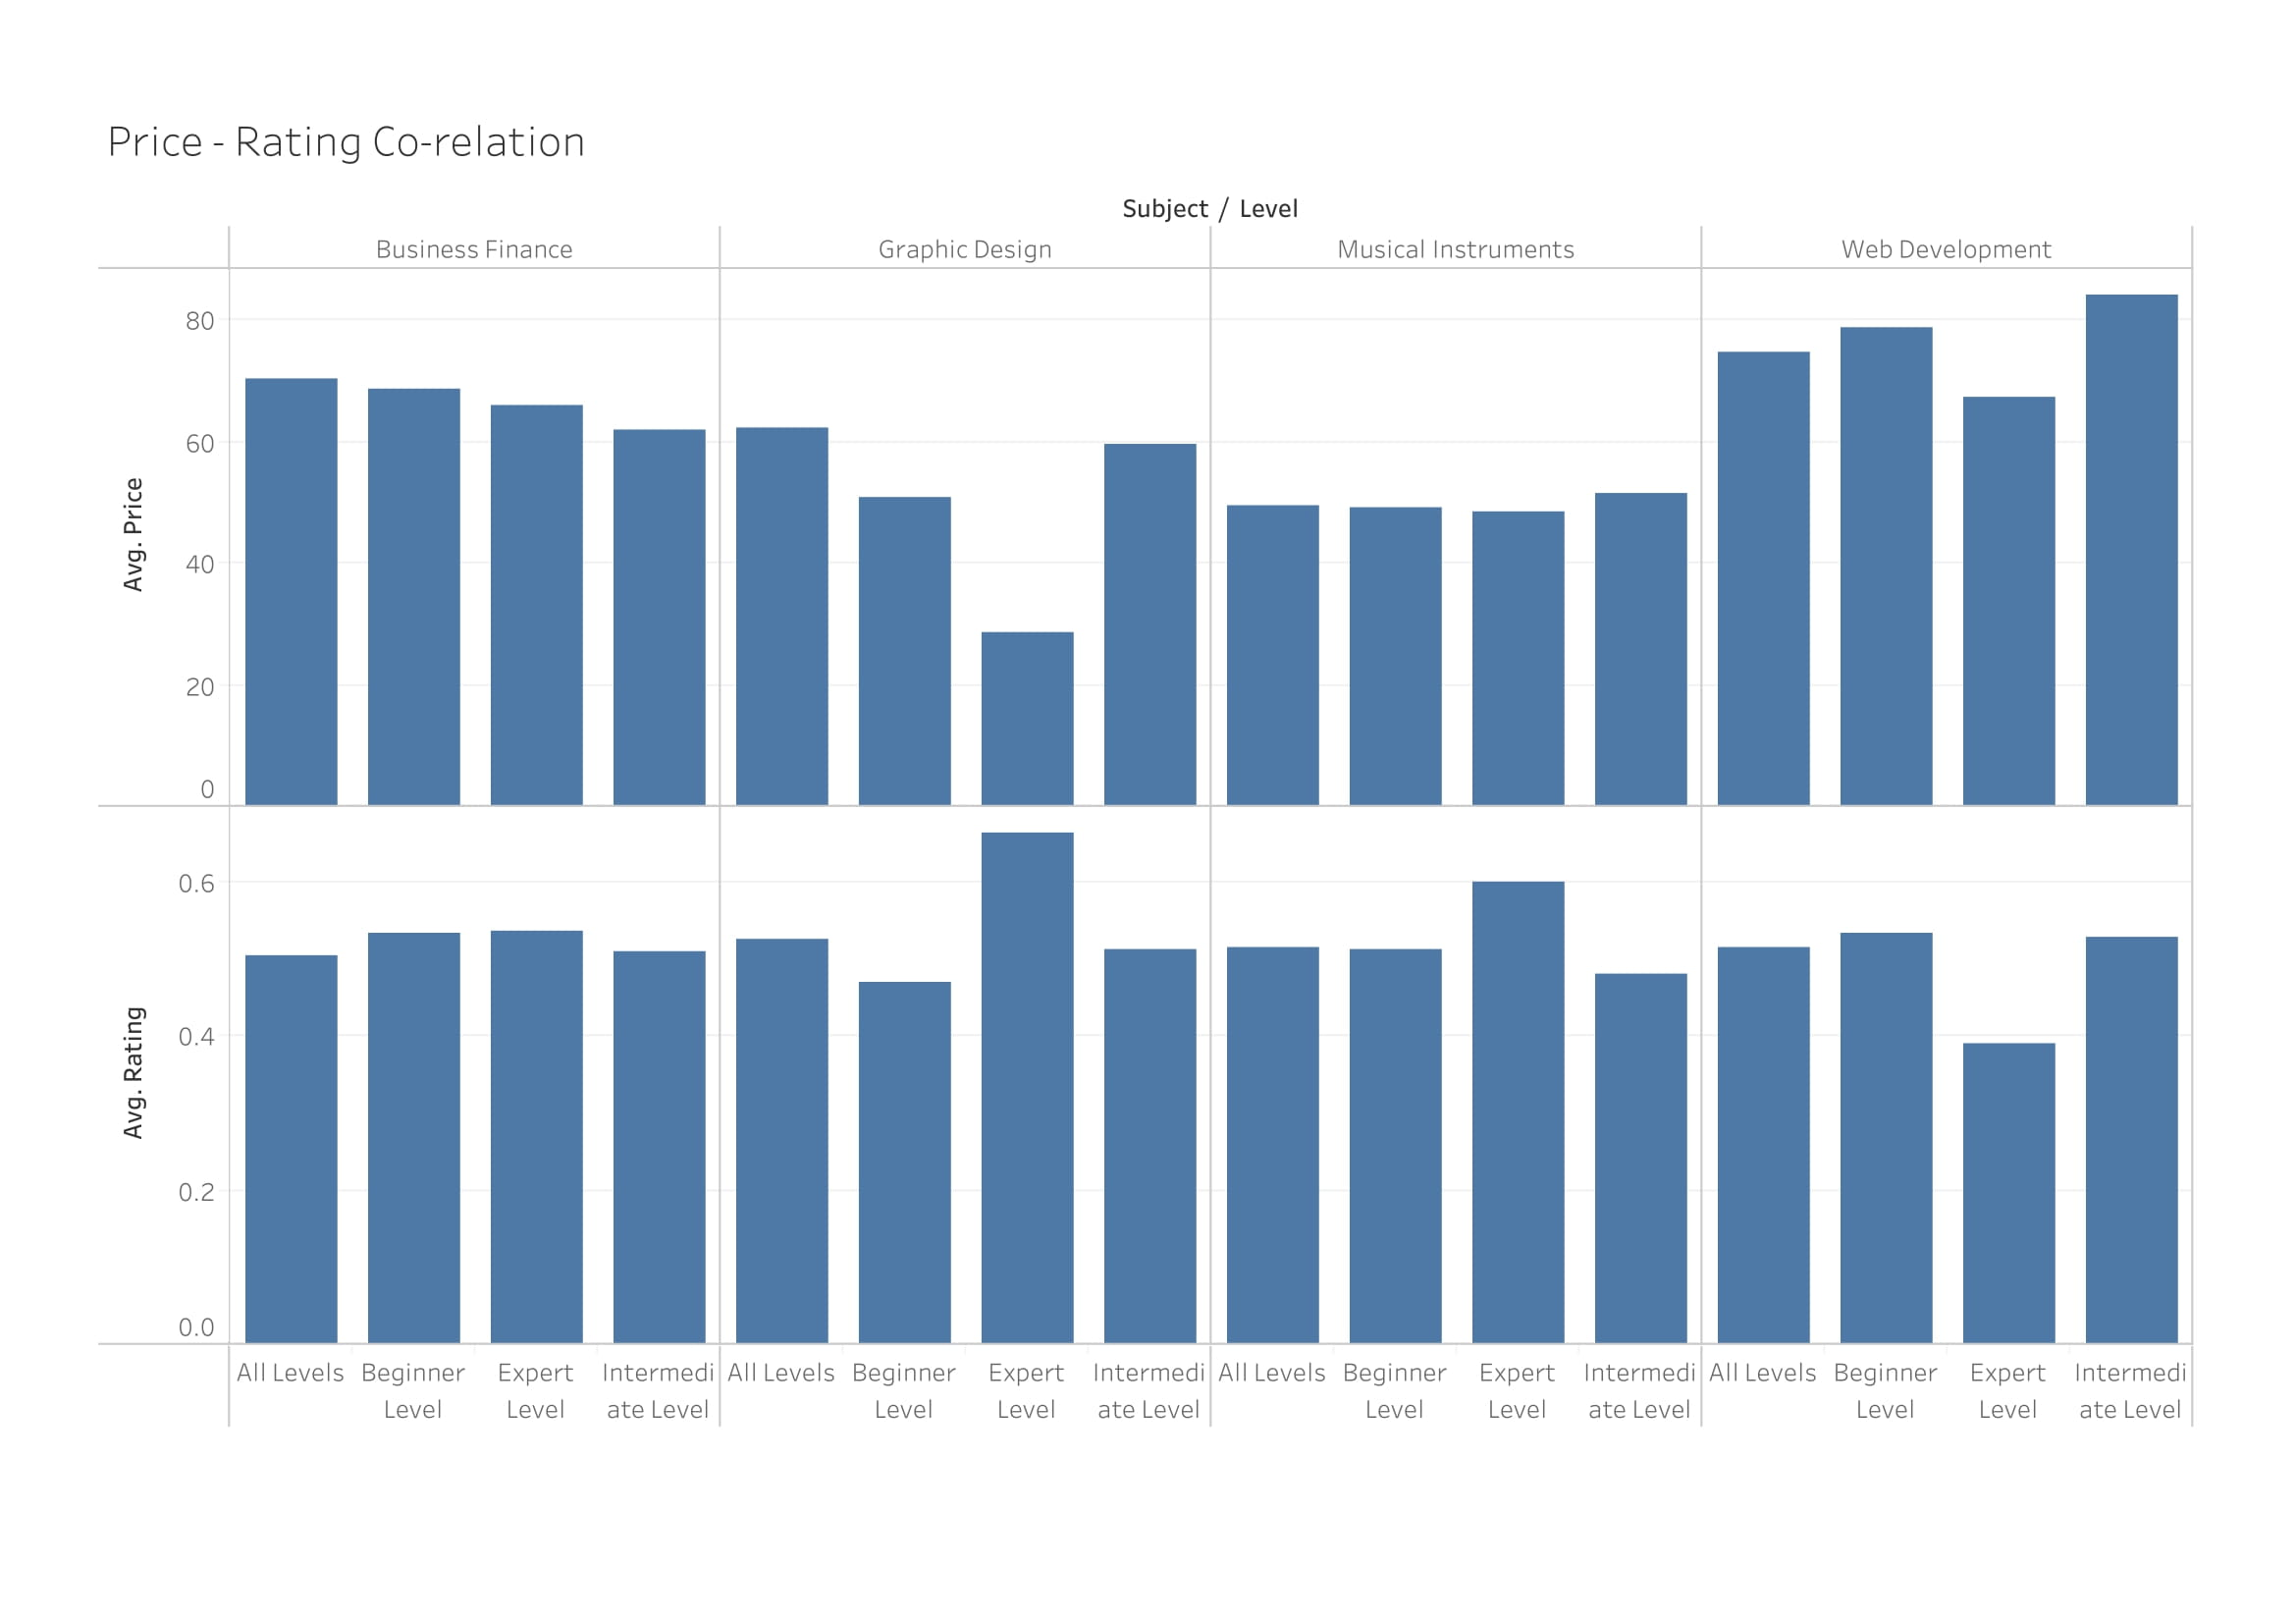 Price - Rating Co-relation
Subject / Level
Business Finance Graphic Design Musical Instruments Web Development
80
60
40
20
0
Avg. Price
0.6
0.4
0.2
0.0
Avg. Rating
All Levels Beginner Expert Intermedi All Levels Beginner Expert Intermedi All Levels Beginner Expert Intermedi All Levels Beginner Expert Intermedi
Level Level ate Level Level Level ate Level Level Level ate Level Level Level ate Level